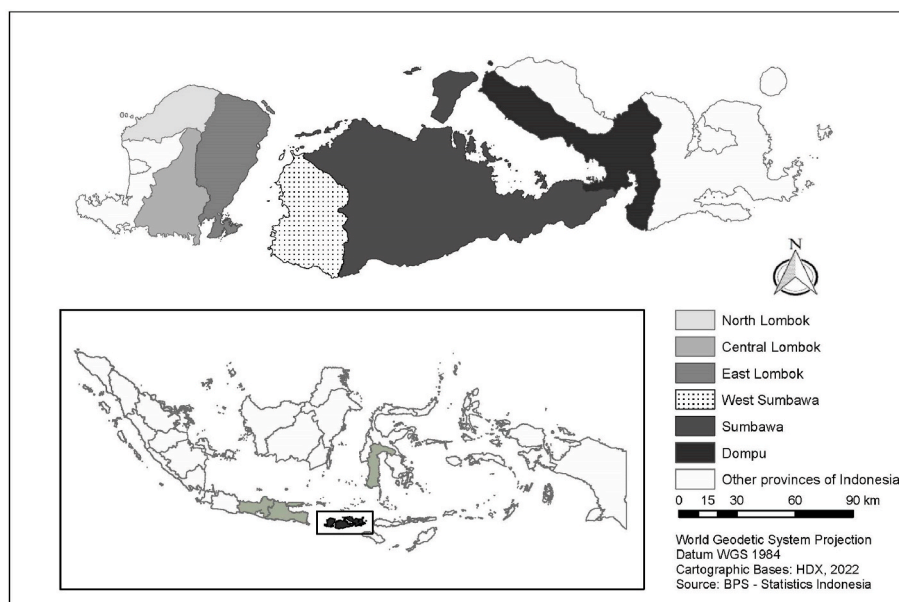 N
North Lombok
Central Lombok
East Lombok
West Sumbawa
Sumbawa
Dompu
Other provinces of Indonesia
0 15 30 60 90 km
World Geodetic System Projection
Datum WGS 1984
Cartographic Bases: HDX, 2022
Source: BPS - Statistics Indonesia